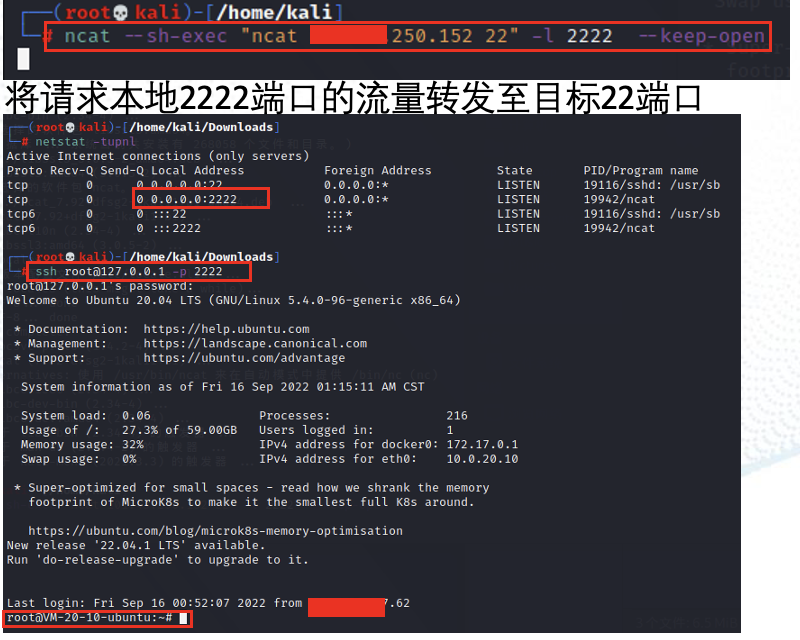 ┌──(root💀kali)-[/home/kali]
└─# ncat --sh-exec "ncat .250.152 22" -l 2222 --keep-open
将请求本地2222端口的流量转发至目标22端口
┌──(root💀kali)-[/home/kali/Downloads]
└─# netstat -tupnl
Active Internet connections (only servers)
Proto Recv-Q Send-Q Local Address Foreign Address State PID/Program name
tcp 0 0 0.0.0.0:22 0.0.0.0:* LISTEN 19116/sshd: /usr/sb
tcp 0 0 0.0.0.0:2222 0.0.0.0:* LISTEN 19942/ncat
tcp6 0 0 :::22 :::* LISTEN 19116/sshd: /usr/sb
tcp6 0 0 :::2222 :::* LISTEN 19942/ncat
┌──(root💀kali)-[/home/kali/Downloads]
└─# ssh root@127.0.0.1 -p 2222
root@127.0.0.1's password:
Welcome to Ubuntu 20.04 LTS (GNU/Linux 5.4.0-96-generic x86_64)
* Documentation: https://help.ubuntu.com
* Management: https://landscape.canonical.com
* Support: https://ubuntu.com/advantage
System information as of Fri 16 Sep 2022 01:15:11 AM CST
System load: 0.06 Processes: 216
Usage of /: 27.3% of 59.00GB Users logged in: 1
Memory usage: 32% IPv4 address for docker0: 172.17.0.1
Swap usage: 0% IPv4 address for eth0: 10.0.20.10
* Super-optimized for small spaces - read how we shrank the memory
footprint of MicroK8s to make it the smallest full K8s around.
https://ubuntu.com/blog/microk8s-memory-optimisation
New release '22.04.1 LTS' available.
Run 'do-release-upgrade' to upgrade to it.
Last login: Fri Sep 16 00:52:07 2022 from 7.62
root@VM-20-10-ubuntu:~#